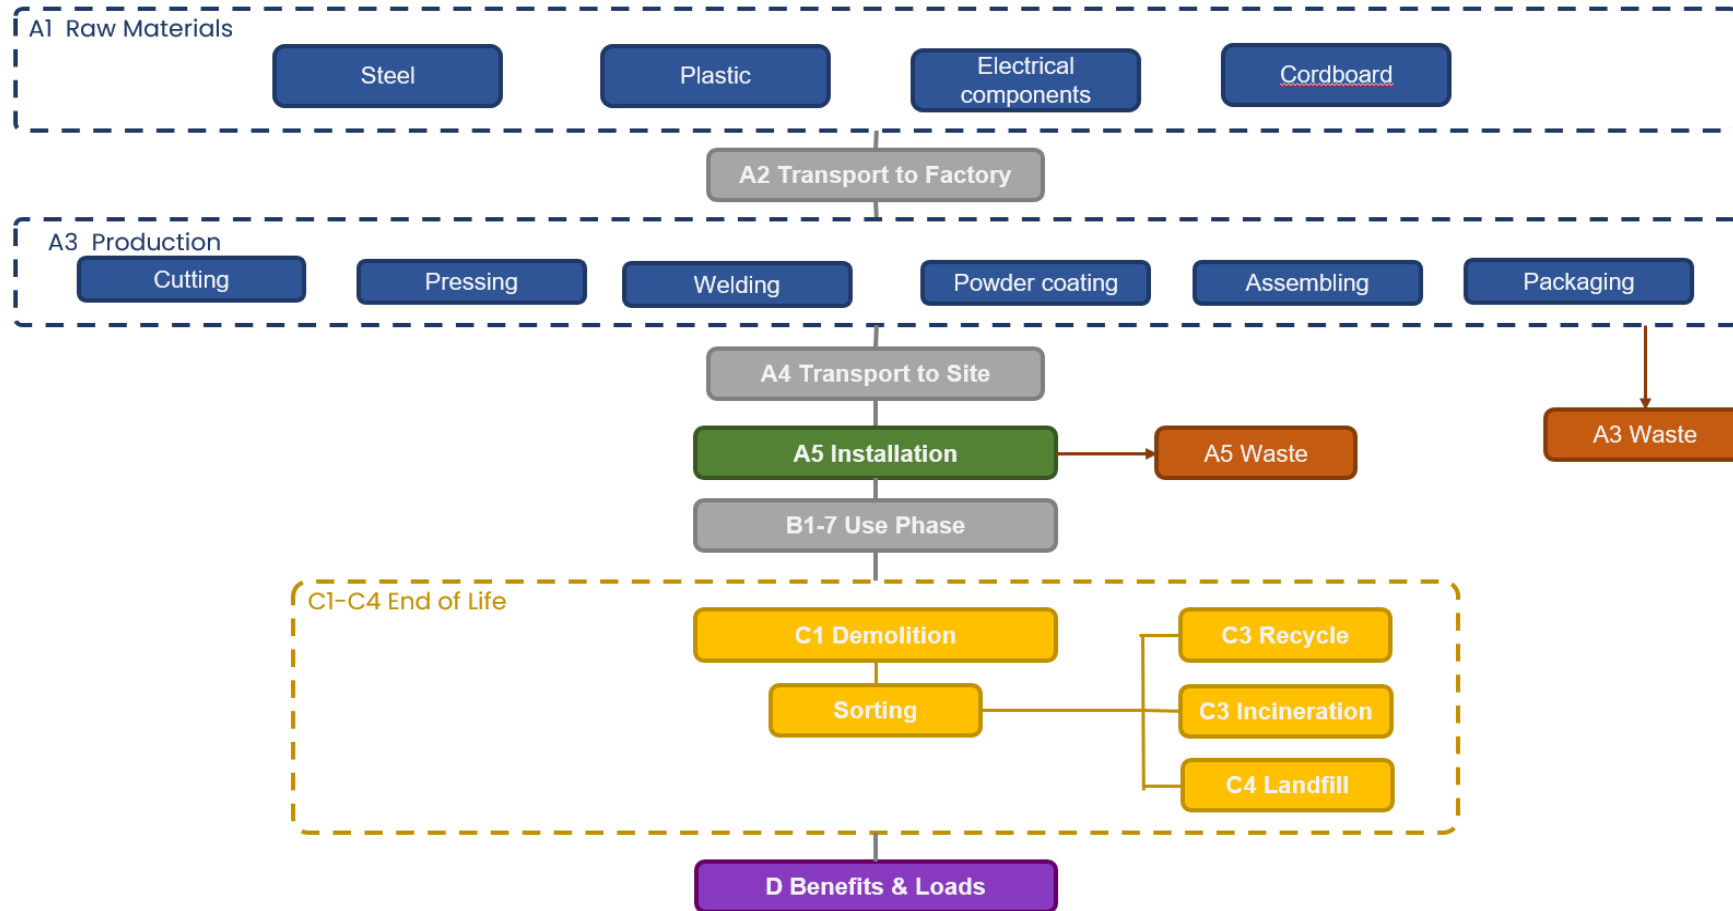 A1 Raw Materials
Steel
Plastic
Electrical
components
Cordboard
A2 Transport to Factory
A3 Production
Cutting
Pressing
Welding
Powder coating
Assembling
Packaging
A4 Transport to Site
A5 Installation
A5 Waste
A3 Waste
B1-7 Use Phase
C1-C4 End of Life
C1 Demolition
C3 Recycle
Sorting
C3 Incineration
C4 Landfill
D Benefits & Loads